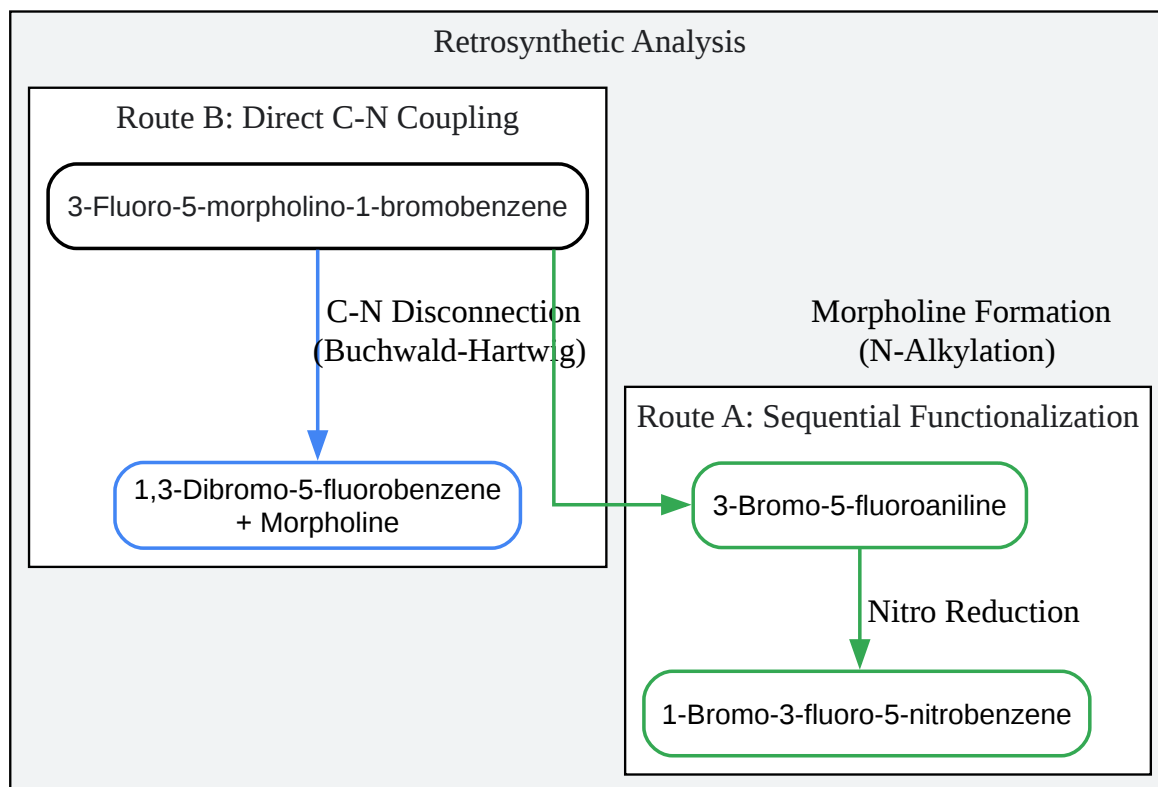 Retrosynthetic Analysis
Route B: Direct C-N Coupling
3-Fluoro-5-morpholino-1-bromobenzene
C-N Disconnection
(Buchwald-Hartwig)
1,3-Dibromo-5-fluorobenzene
+ Morpholine
Morpholine Formation
(N-Alkylation)
Route A: Sequential Functionalization
3-Bromo-5-fluoroaniline
Nitro Reduction
1-Bromo-3-fluoro-5-nitrobenzene